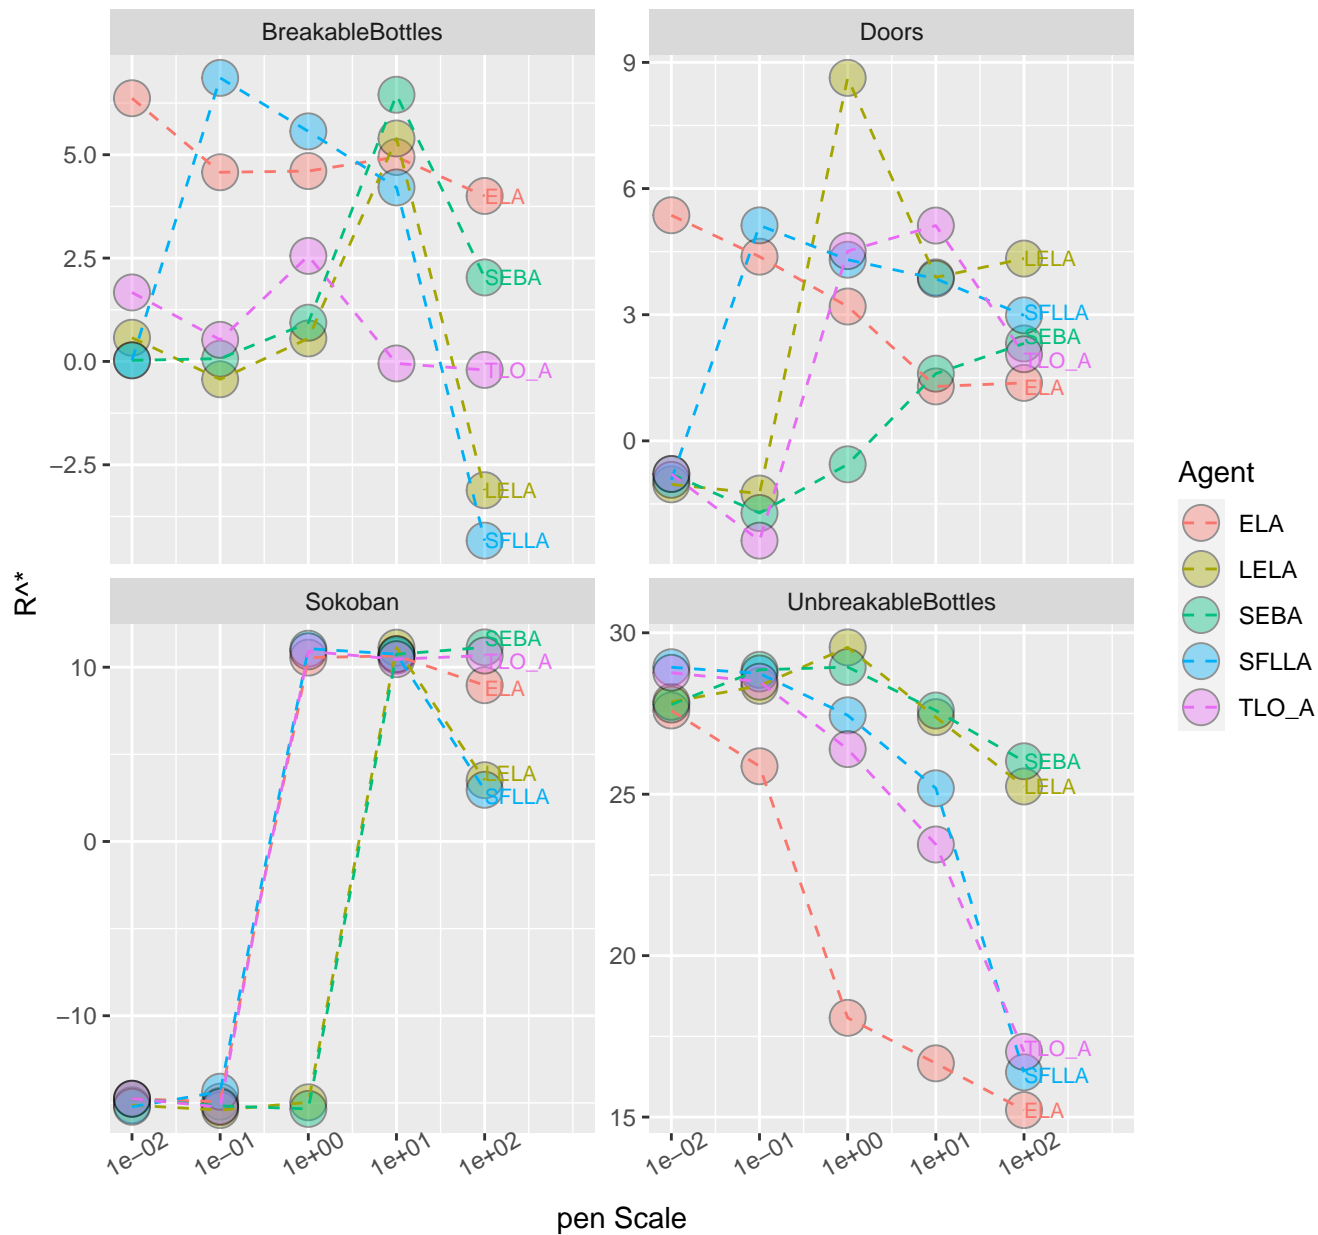 BreakableBottles
Doors
5.0
2.5
0.0
−2.5
ELA
SEBA
TLO_A
LELA
SFLLA
9
6
3
0
LELA
SFLLA
SEBA
TLO_A
ELA
Sokoban
UnbreakableBottles
10
0
−10
SEBA
TLO_A
ELA
LELA
SFLLA
30
25
20
15
SEBA
LELA
TLO_A
SFLLA
ELA
1e−02
1e−01
1e+00
1e+01
1e+02
1e−02
1e−01
1e+00
1e+01
1e+02
R^*
pen Scale
Agent
ELA
LELA
SEBA
SFLLA
TLO_A